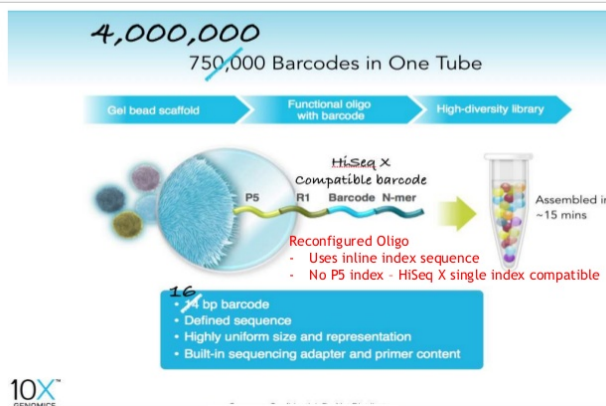 4,000,000
750,000 Barcodes in One Tube
Gel bead scaffold
Functional oligo
with barcode
High-diversity library
HiSeq X
Compatible barcode
P5 R1 Barcode N-mer
Assembled in
~15 mins
Reconfigured Oligo
- Uses inline index sequence
- No P5 index – HiSeq X single index compatible
16
• 14 bp barcode
• Defined sequence
• Highly uniform size and representation
• Built-in sequencing adapter and primer content
10X™
GENOMICS